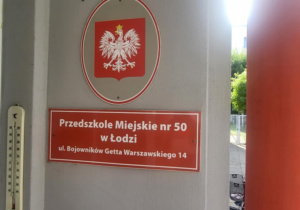 Przedszkole Miejskie nr 50
w Łodzi
ul. Bojowników Getta Warszawskiego 14